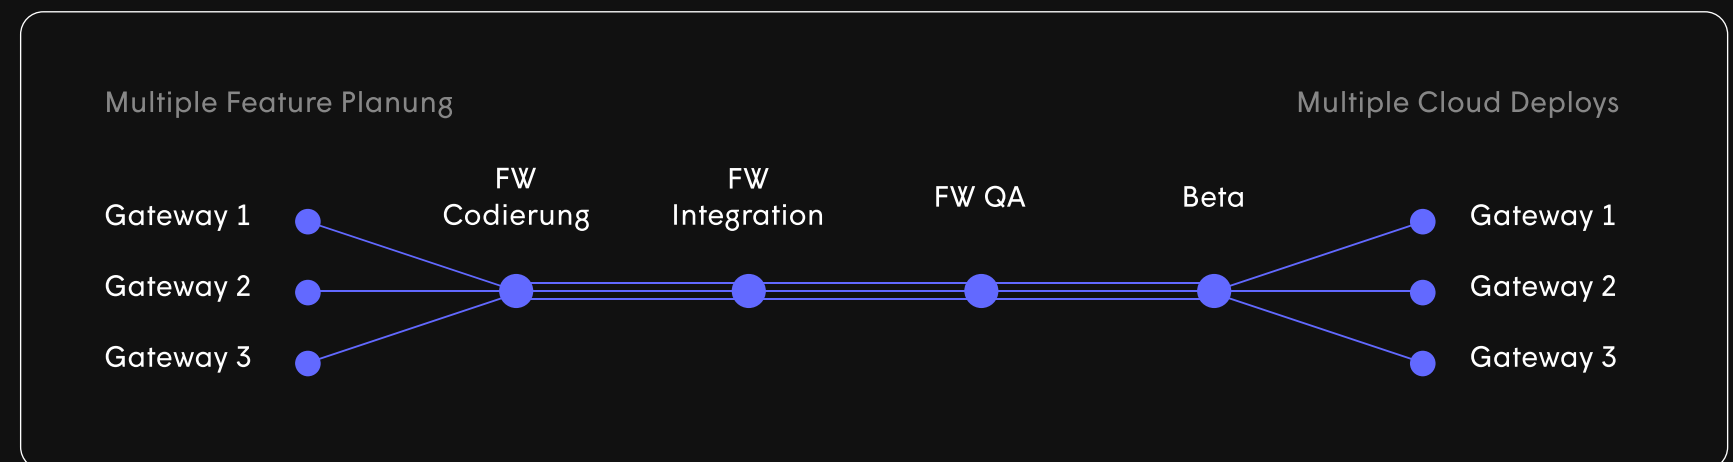 Multiple Feature Planung
Multiple Cloud Deploys
FW
Codierung
FW
Integration
FW QA
Beta
Gateway 1
Gateway 2
Gateway 3
Gateway 1
Gateway 2
Gateway 3